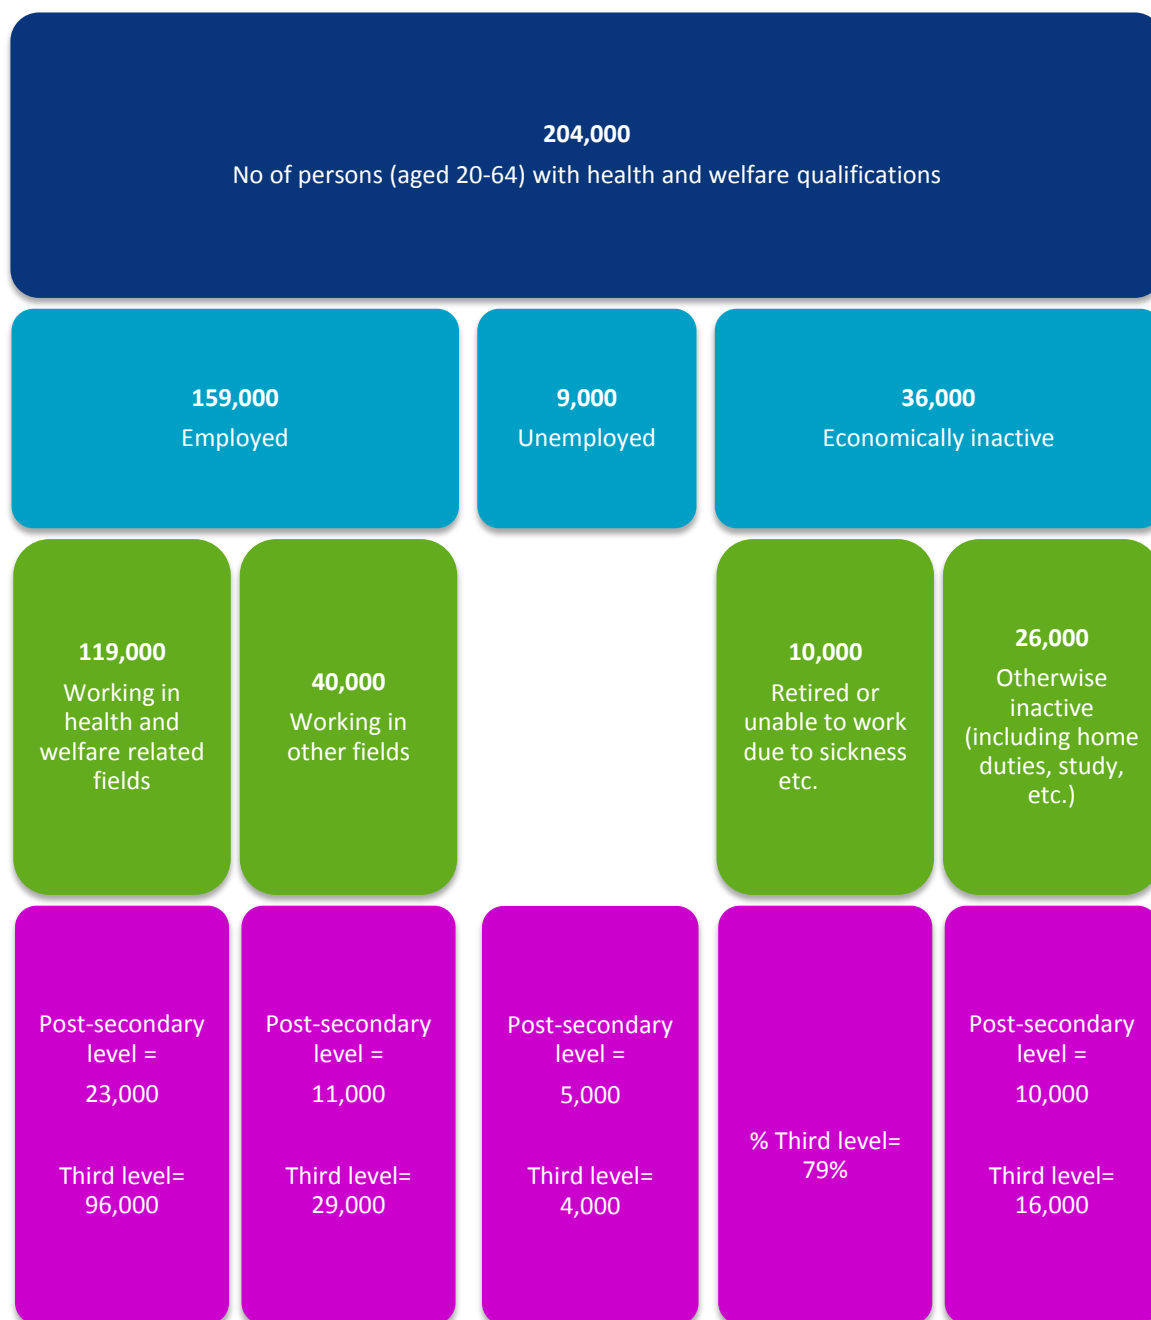 204,000
No of persons (aged 20-64) with health and welfare qualifications
159,000
Employed
9,000
Unemployed
36,000
Economically inactive
119,000
Working in
health and
welfare related
fields
40,000
Working in
other fields
10,000
Retired or
unable to work
due to sickness
etc.
26,000
Otherwise
inactive
(including home
duties, study,
etc.)
Post-secondary
level =
23,000
Third level=
96,000
Post-secondary
level =
11,000
Third level=
29,000
Post-secondary
level =
5,000
Third level=
4,000
% Third level=
79%
Post-secondary
level =
10,000
Third level=
16,000